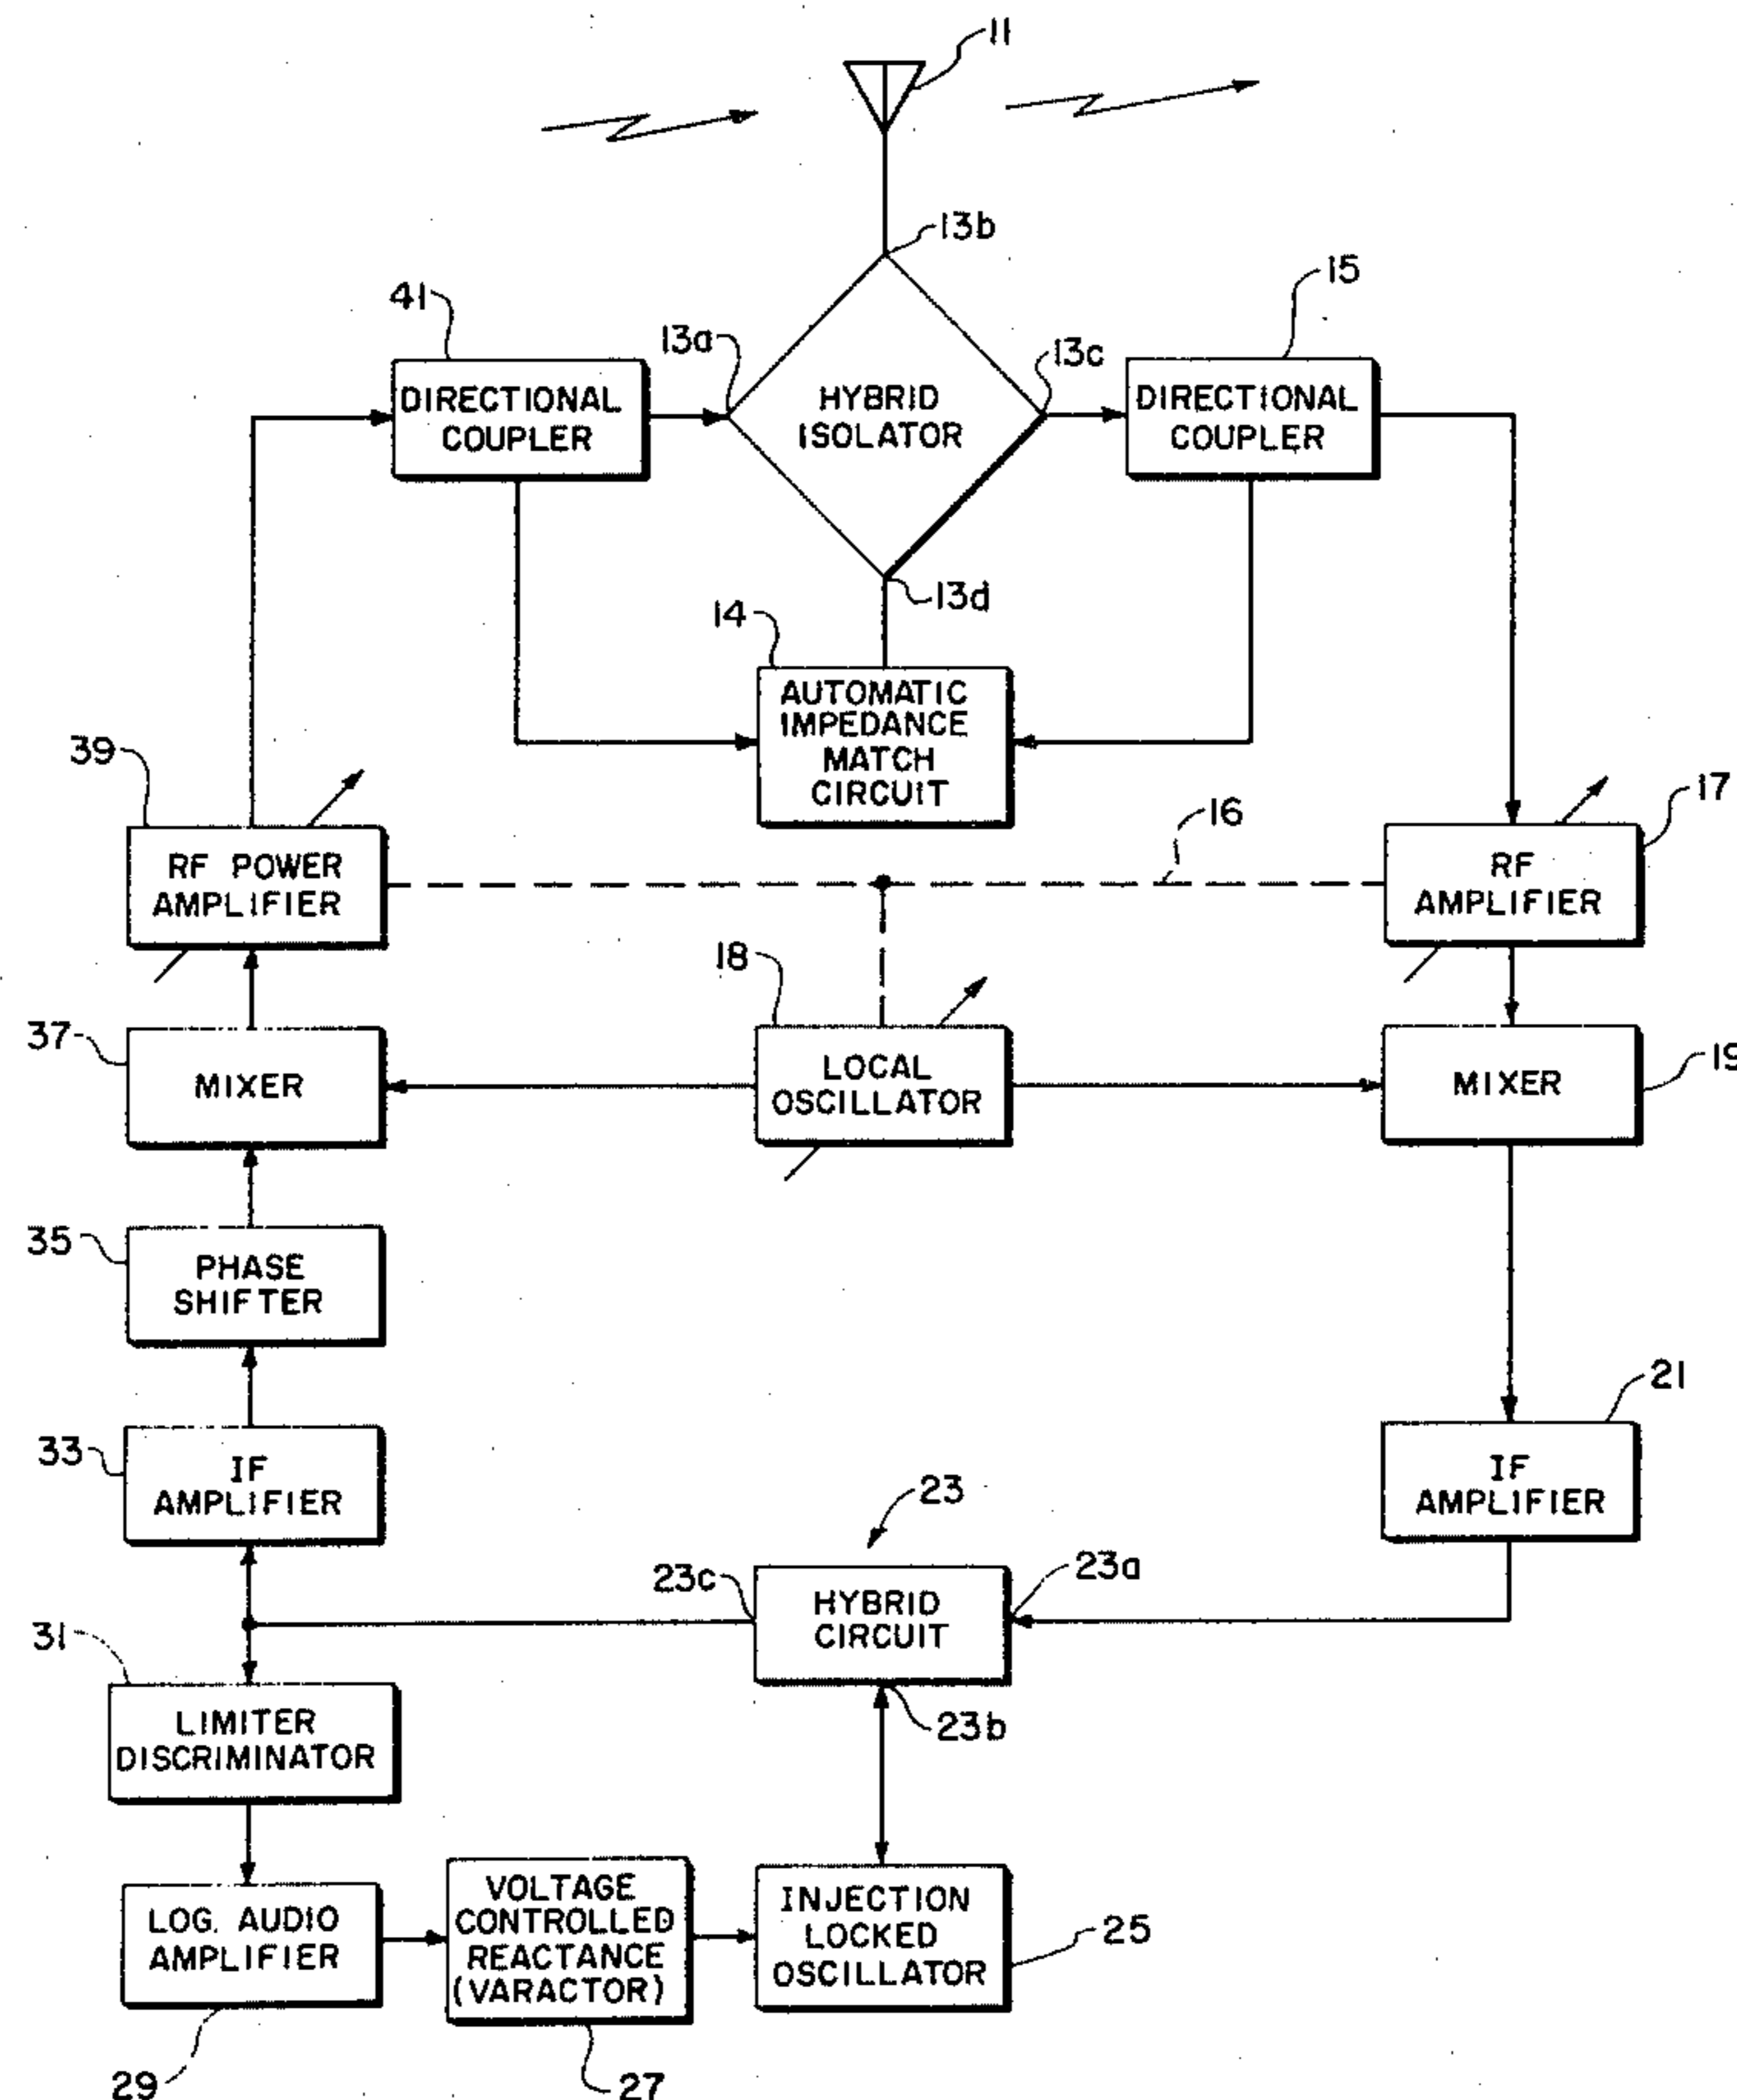 11
13b
41
15
13a
13c
DIRECTIONAL
COUPLER
HYBRID
ISOLATOR
DIRECTIONAL
COUPLER
13d
14
AUTOMATIC
IMPEDANCE
MATCH
CIRCUIT
39
17
16
RF POWER
AMPLIFIER
RF
AMPLIFIER
18
37
MIXER
LOCAL
OSCILLATOR
MIXER
19
35
PHASE
SHIFTER
21
33
IF
AMPLIFIER
IF
AMPLIFIER
23
23c
23a
HYBRID
CIRCUIT
31
23b
LIMITER
DISCRIMINATOR
LOG. AUDIO
AMPLIFIER
VOLTAGE
CONTROLLED
REACTANCE
(VARACTOR)
INJECTION
LOCKED
OSCILLATOR
25
29
27